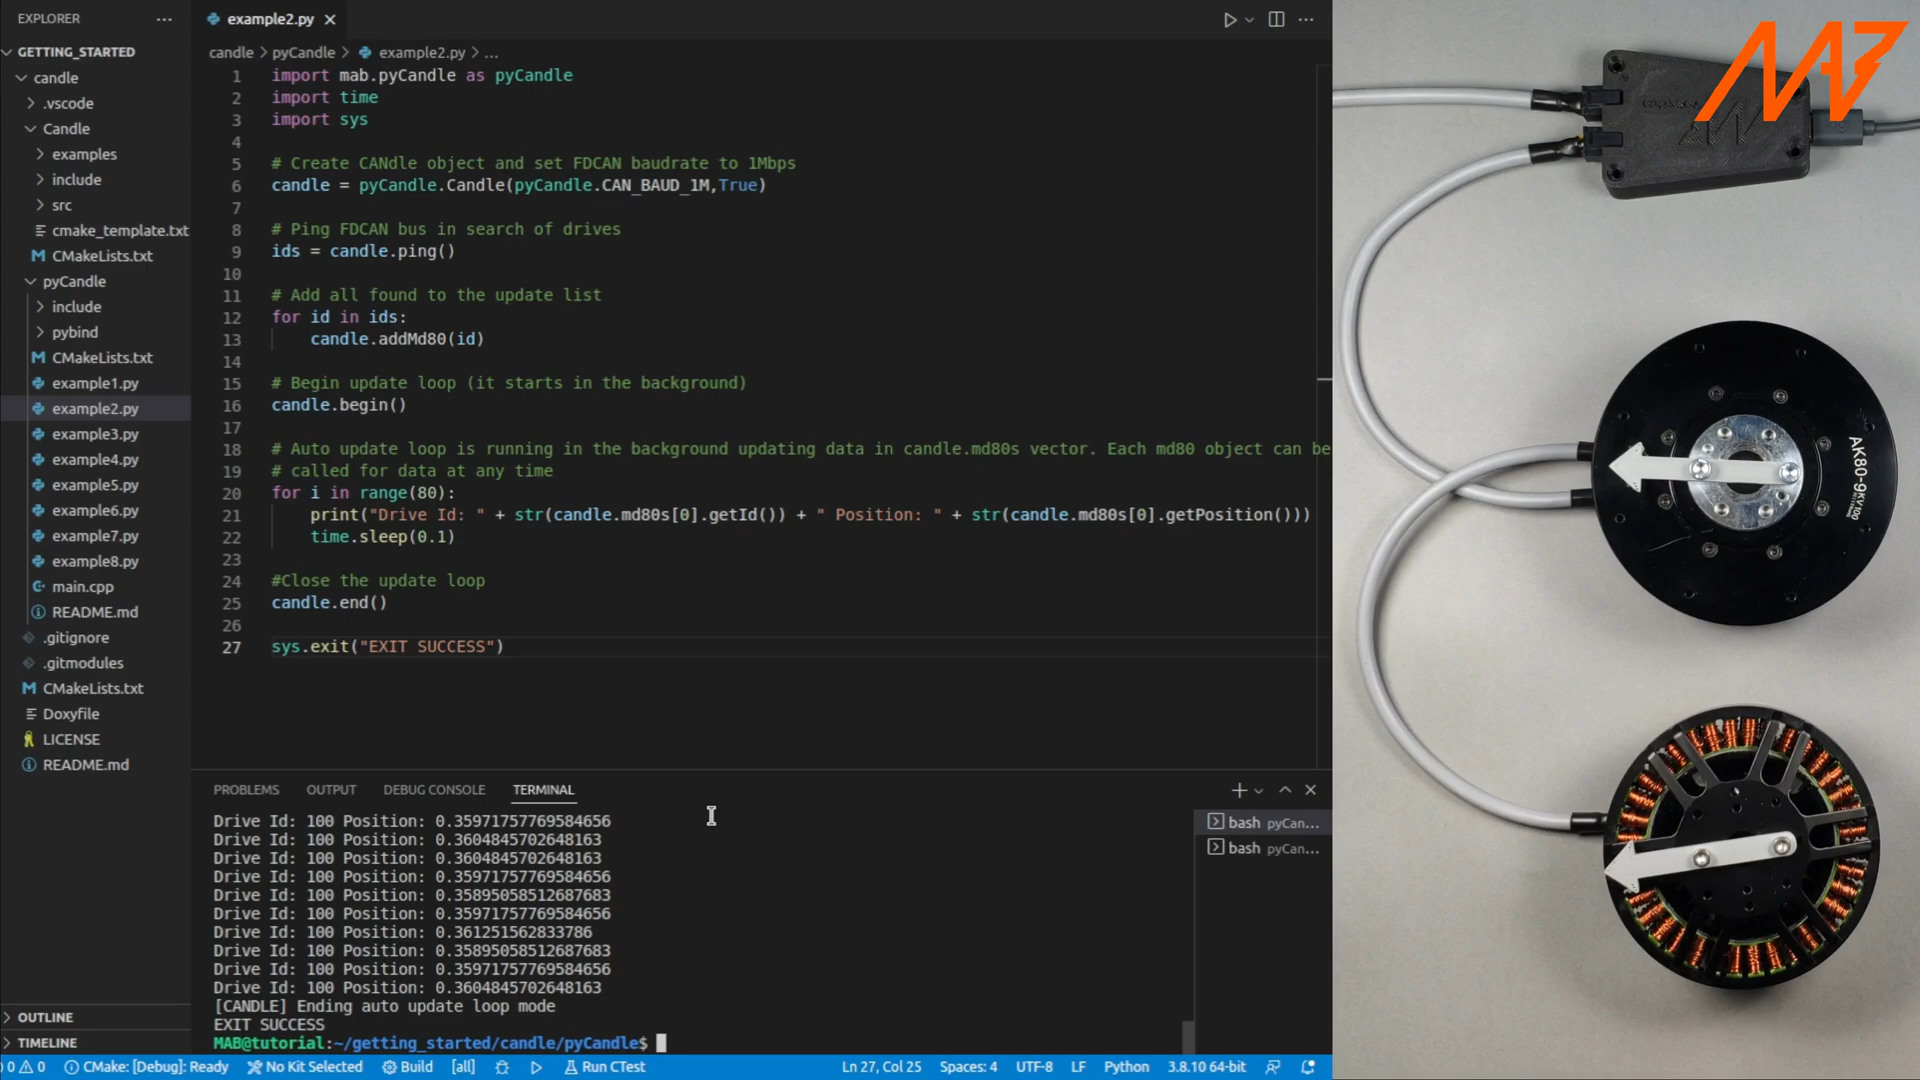 EXPLORER
example2.py
GETTING_STARTED
candle
.vscode
Candle
examples
include
src
cmake_template.txt
CMakeLists.txt
pyCandle
include
pybind
CMakeLists.txt
example1.py
example2.py
example3.py
example4.py
example5.py
example6.py
example7.py
example8.py
main.cpp
README.md
.gitignore
.gitmodules
CMakeLists.txt
Doxyfile
LICENSE
README.md
OUTLINE
TIMELINE
candle > pyCandle > example2.py > ...
1 import mab.pyCandle as pyCandle
2 import time
3 import sys
4
5 # Create CANdle object and set FDCAN baudrate to 1Mbps
6 candle = pyCandle.Candle(pyCandle.CAN_BAUD_1M,True)
7
8 # Ping FDCAN bus in search of drives
9 ids = candle.ping()
10
11 # Add all found to the update list
12 for id in ids:
13 candle.addMd80(id)
14
15 # Begin update loop (it starts in the background)
16 candle.begin()
17
18 # Auto update loop is running in the background updating data in candle.md80s vector. Each md80 object can be
19 # called for data at any time
20 for i in range(80):
21 print("Drive Id: " + str(candle.md80s[0].getId()) + " Position: " + str(candle.md80s[0].getPosition()))
22 time.sleep(0.1)
23
24 #Close the update loop
25 candle.end()
26
27 sys.exit("EXIT SUCCESS")
PROBLEMS OUTPUT DEBUG CONSOLE TERMINAL
Drive Id: 100 Position: 0.35971757769584656
Drive Id: 100 Position: 0.3604845702648163
Drive Id: 100 Position: 0.3604845702648163
Drive Id: 100 Position: 0.35971757769584656
Drive Id: 100 Position: 0.35895058512687683
Drive Id: 100 Position: 0.35971757769584656
Drive Id: 100 Position: 0.361251562833786
Drive Id: 100 Position: 0.35895058512687683
Drive Id: 100 Position: 0.35971757769584656
Drive Id: 100 Position: 0.3604845702648163
[CANDLE] Ending auto update loop mode
EXIT SUCCESS
MAB@tutorial:~/getting_started/candle/pyCandle$
bash pyCan...
bash pyCan...
0 0 CMake: [Debug]: Ready No Kit Selected Build [all] Run CTest Ln 27, Col 25 Spaces: 4 UTF-8 LF Python 3.8.10 64-bit
MAB
AK80-9 KV100